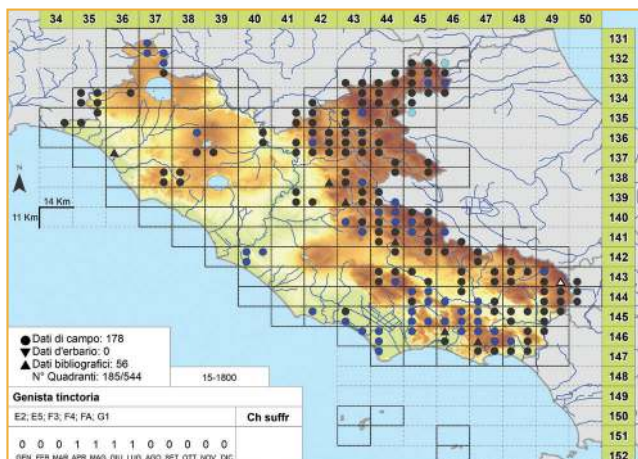 34 35 36 37 38 39 40 41 42 43 44 45 46 47 48 49 50
131
132
133
134
135
136
137
138
139
140
141
142
143
144
145
146
147
148
149
150
151
152
N
14 Km
11 Km
Dati di campo: 178
Dati d'erbario: 0
Dati bibliografici: 56
N° Quadranti: 185/544
15-1800
Genista tinctoria
E2; E5; F3; F4; FA; G1
Ch suffr
0 0 0 1 1 1 1 0 0 0 0 0
GEN FEB MAR APR MAG GIU LUG AGO SET OTT NOV DIC